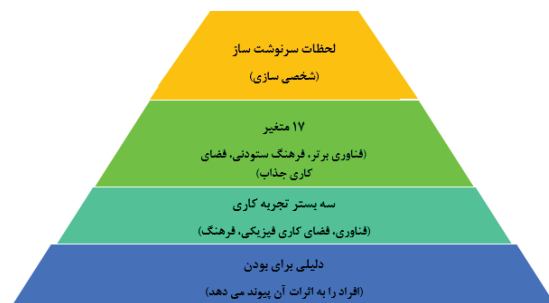 لحظات سرنوشت ساز
(شخصی سازی)
۱۷ متغیر
(فناوری برتر، فرهنگ ستودنی، فضای
کاری جذاب)
سه بستر تجربه کاری
(فناوری، فضای کاری فیزیکی، فرهنگ)
دلیلی برای بودن
(افراد را به اثرات آن پیوند می دهد)